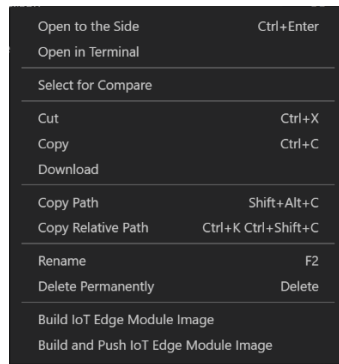 Open to the Side Ctrl+Enter
Open in Terminal
Select for Compare
Cut Ctrl+X
Copy Ctrl+C
Download
Copy Path Shift+Alt+C
Copy Relative Path Ctrl+K Ctrl+Shift+C
Rename F2
Delete Permanently Delete
Build IoT Edge Module Image
Build and Push IoT Edge Module Image